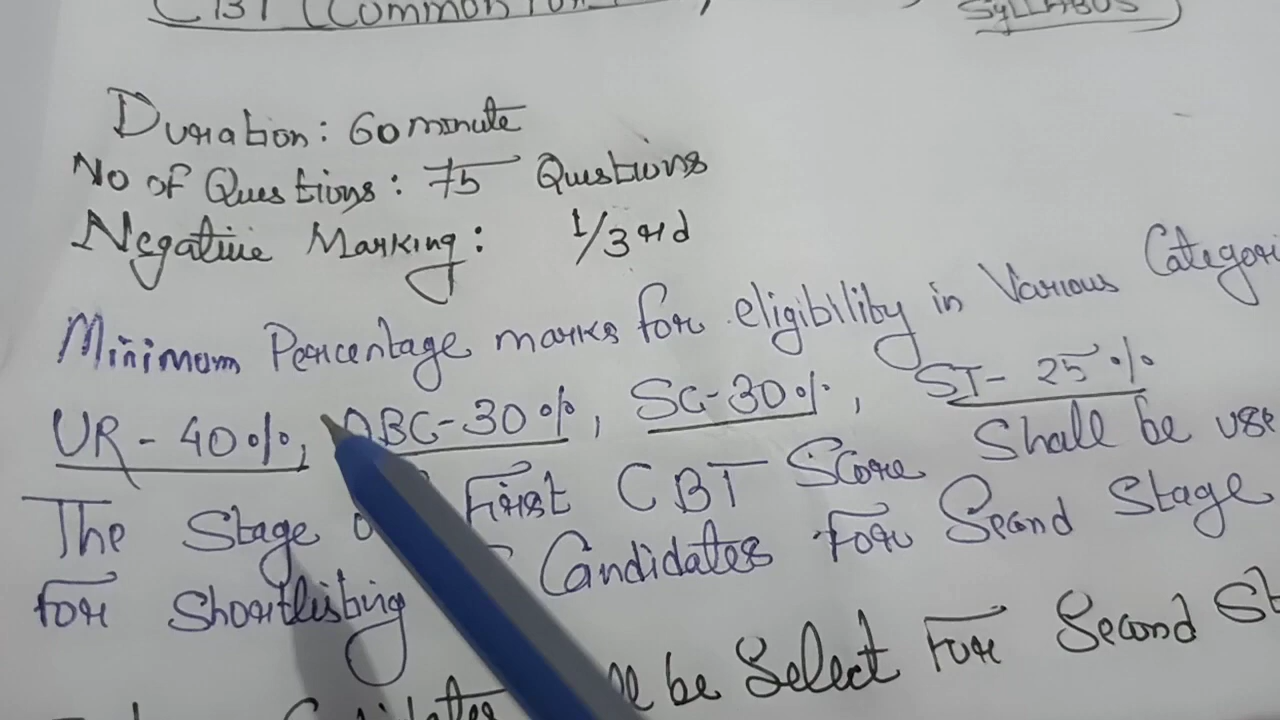 CBT (Common
SYLLABUS)
Duration: 60 minute
No of Questions: 75 Questions
Negative Marking: 1/3rd
Minimum Percentage marks for eligibility in Various Categori
UR - 40%, OBC-30%, SC-30%, ST- 25%
The Stage First CBT Score Shall be use
for Shortlisting Candidates For Second Stage
be Select For Second St